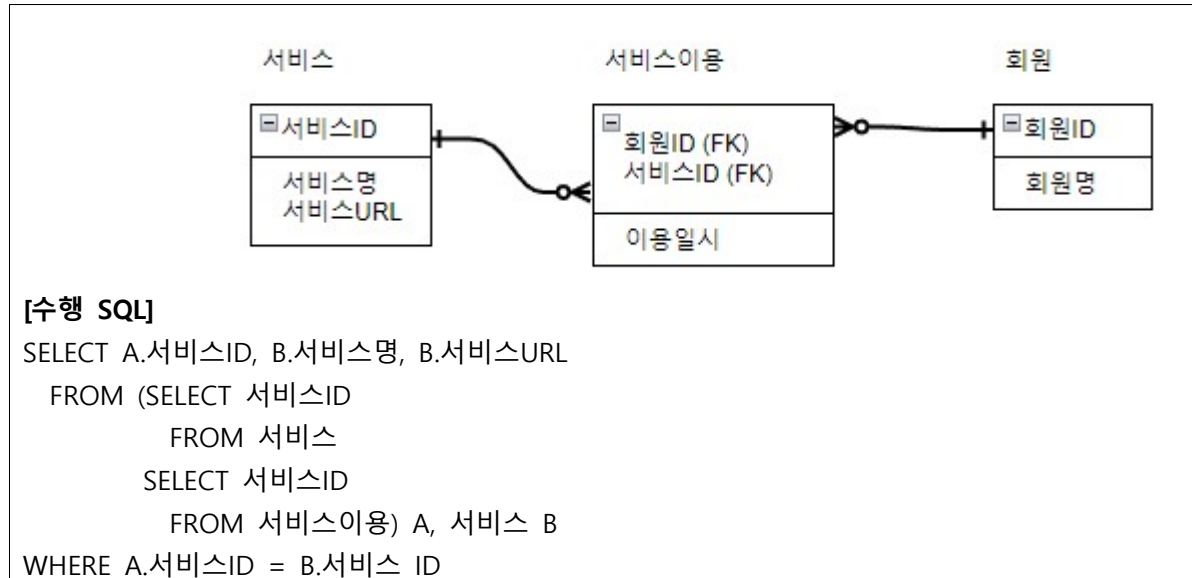 서비스 서비스이용 회원
서비스ID
서비스명
서비스URL
회원ID (FK)
서비스ID (FK)
이용일시
회원ID
회원명
[수행 SQL]
SELECT A.서비스ID, B.서비스명, B.서비스URL
FROM (SELECT 서비스ID
FROM 서비스
SELECT 서비스ID
FROM 서비스이용) A, 서비스 B
WHERE A.서비스ID = B.서비스 ID